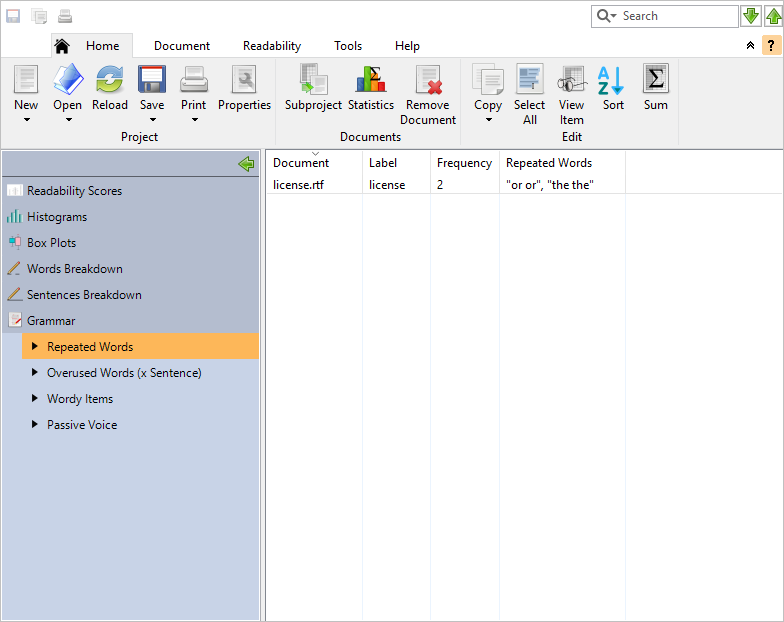 Search
?
Home Document Readability Tools Help
New Open Reload Save Print Properties Subproject Statistics Remove Document Copy Select All View Item Sort Sum
Project Documents Edit
Document Label Frequency Repeated Words
license.rtf license 2 "or or", "the the"
Readability Scores
Histograms
Box Plots
Words Breakdown
Sentences Breakdown
Grammar
Repeated Words
Overused Words (x Sentence)
Wordy Items
Passive Voice